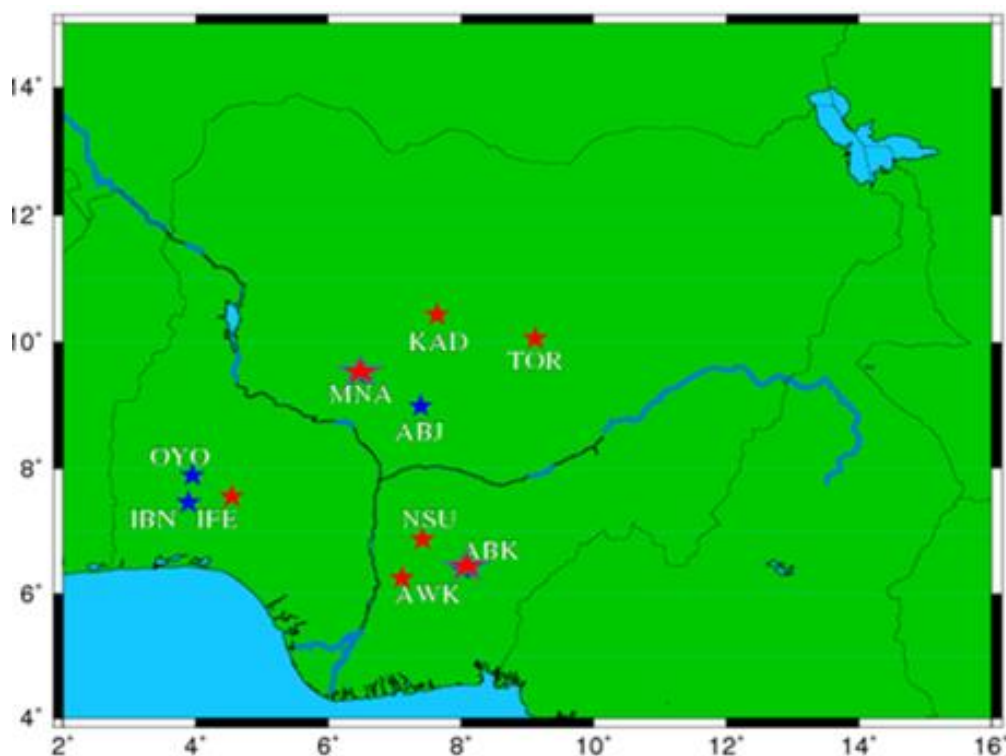 14°
12°
10°
8°
6°
4°
KAD
TOR
MNA
ABJ
OYO
IBN IFE
NSU
ABK
AWK
2° 4° 6° 8° 10° 12° 14° 16°